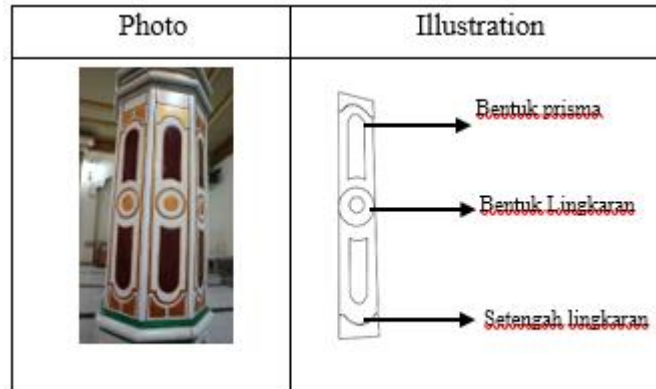 Photo
Illustration
Bentuk prisma
Bentuk Lingkaran
Setengah lingkaran